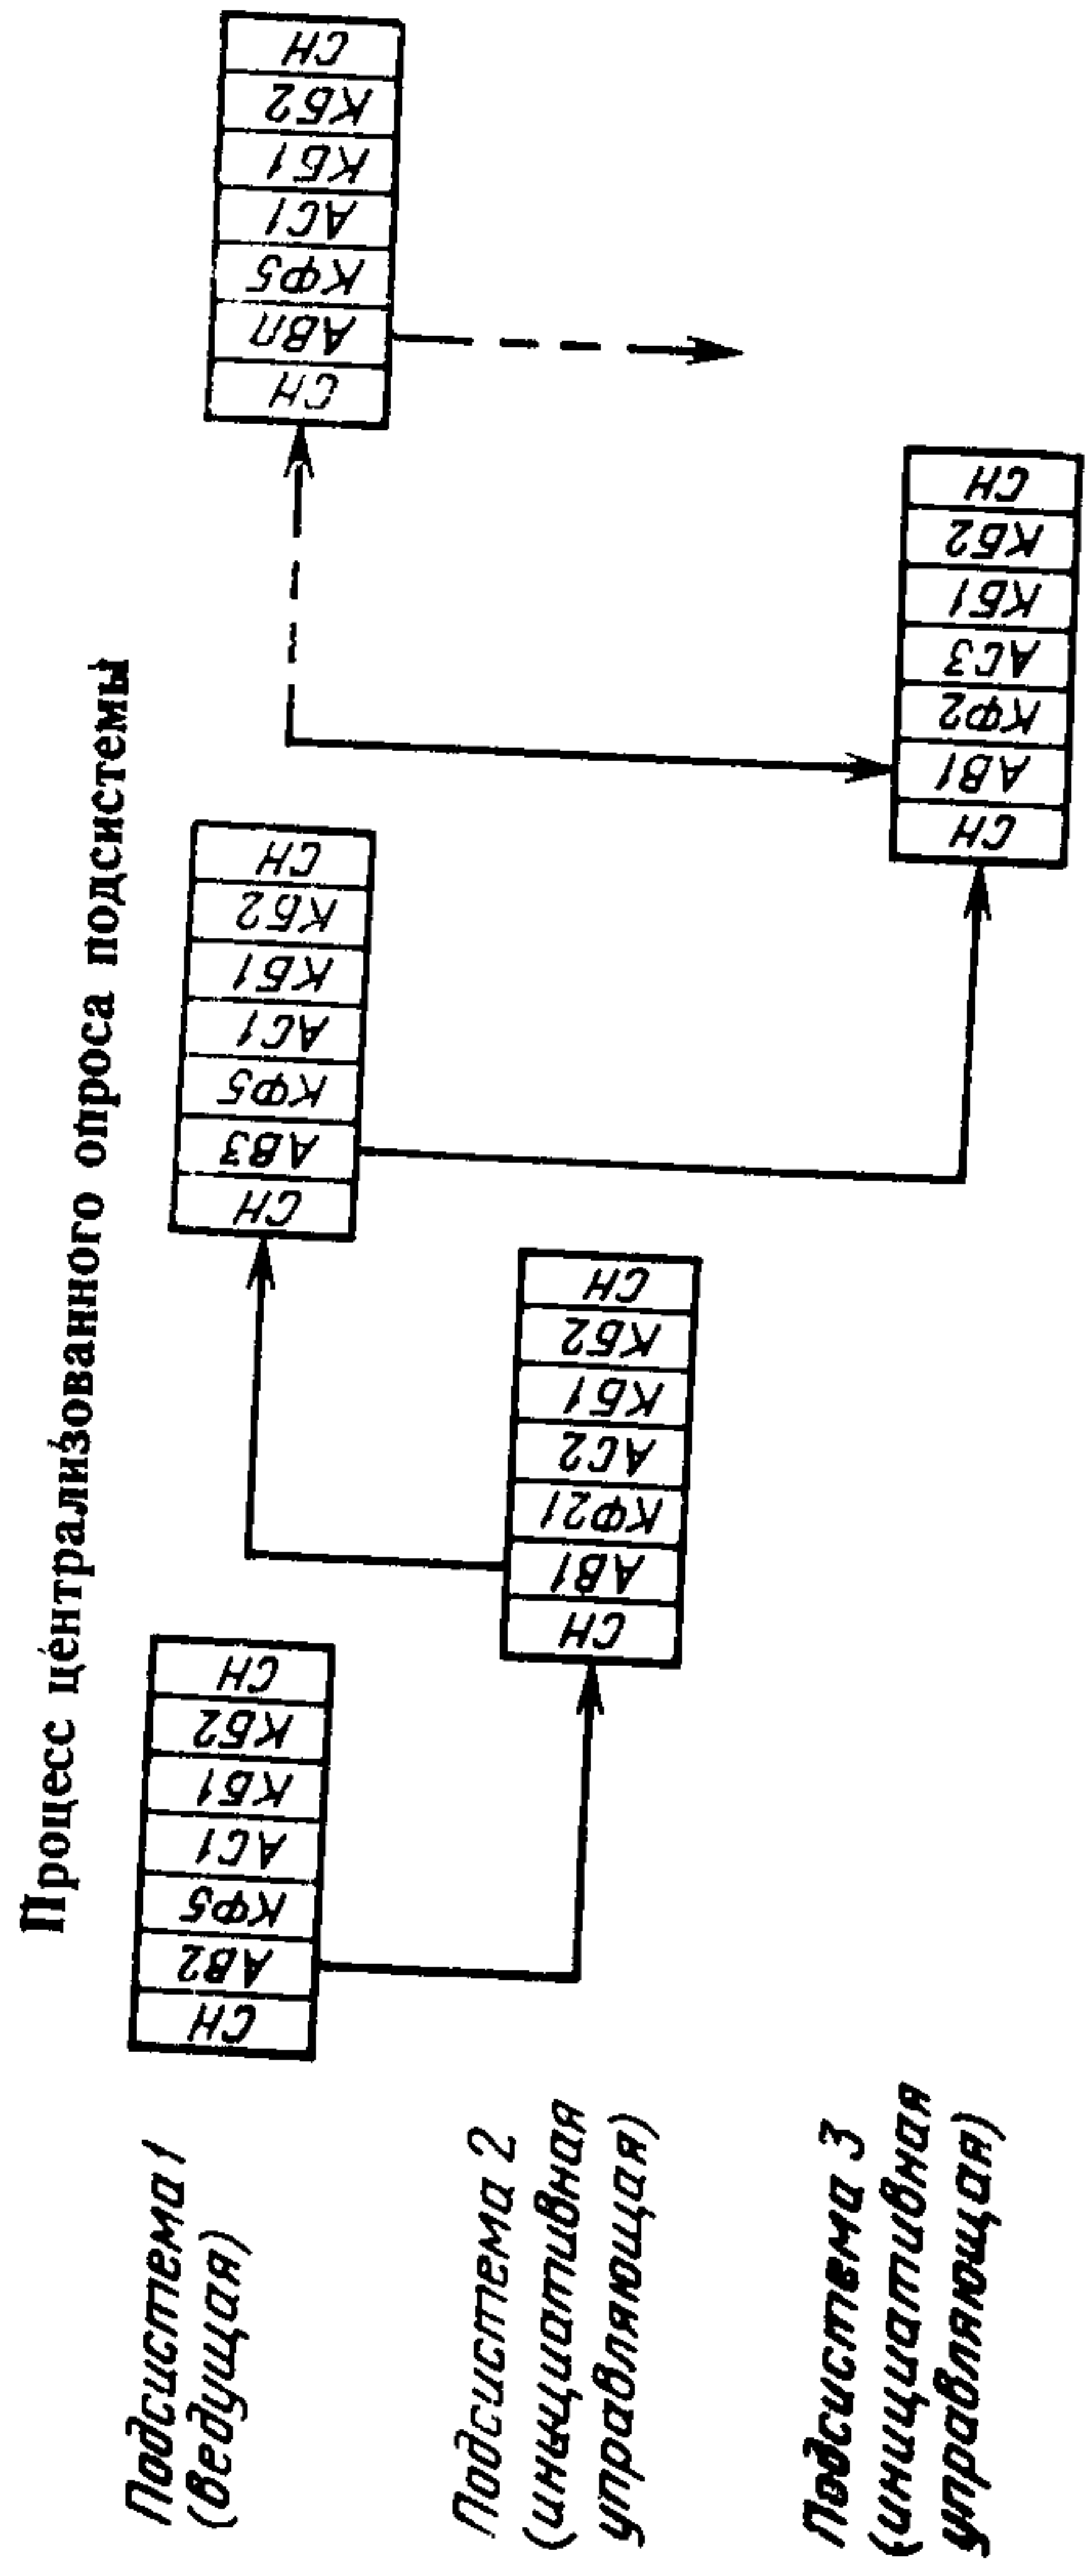 Процесс централизованного опроса подсистемы
Подсистема 1
(ведущая)
СН
АВ2
КФ5
АС1
КБ1
КБ2
СН
СН
АВ3
КФ5
АС1
КБ1
КБ2
СН
СН
АВП
КФ5
АС1
КБ1
КБ2
СН
Подсистема 2
(инициативная
управляющая)
СН
АВ1
КФ21
АС2
КБ1
КБ2
СН
Подсистема 3
(инициативная
управляющая)
СН
АВ1
КФ2
АС3
КБ1
КБ2
СН